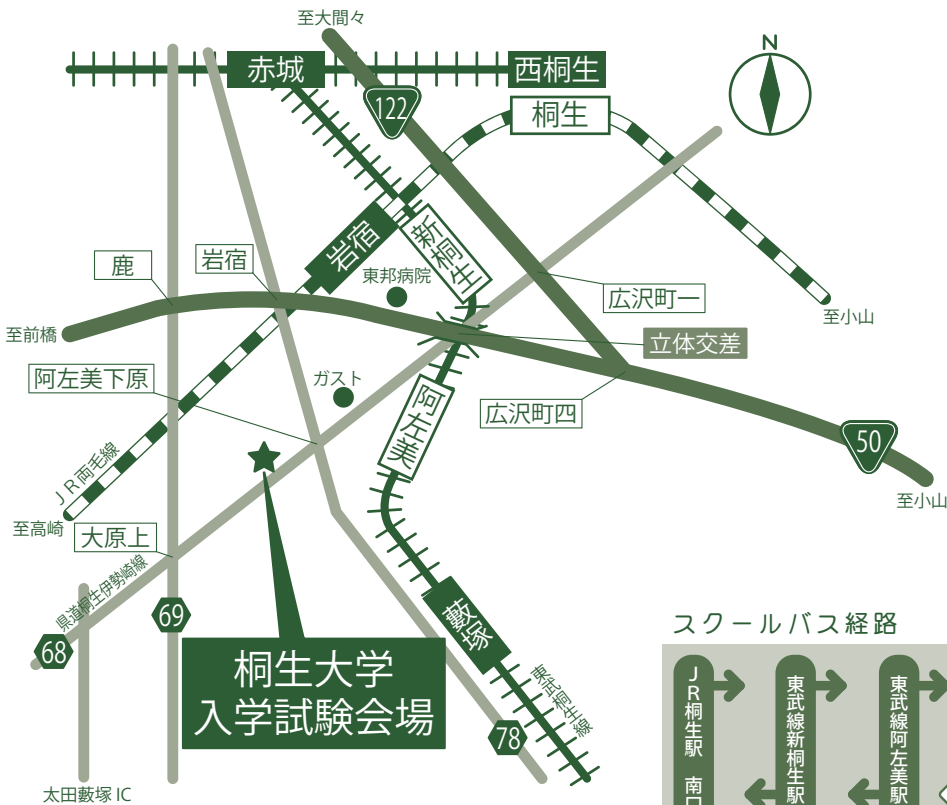 至大間々
N
赤城
西桐生
122
桐生
新桐生
岩宿
鹿
岩宿
東邦病院
広沢町一
至小山
至前橋
立体交差
阿左美下原
ガスト
阿左美
広沢町四
50
JR両毛線
至小山
至高崎
大原上
県道桐生伊勢崎線
69
藪塚
68
桐生大学
入学試験会場
東武桐生線
78
太田藪塚IC
スクールバス経路
JR桐生駅 南口
東武線新桐生駅
東武線阿左美駅